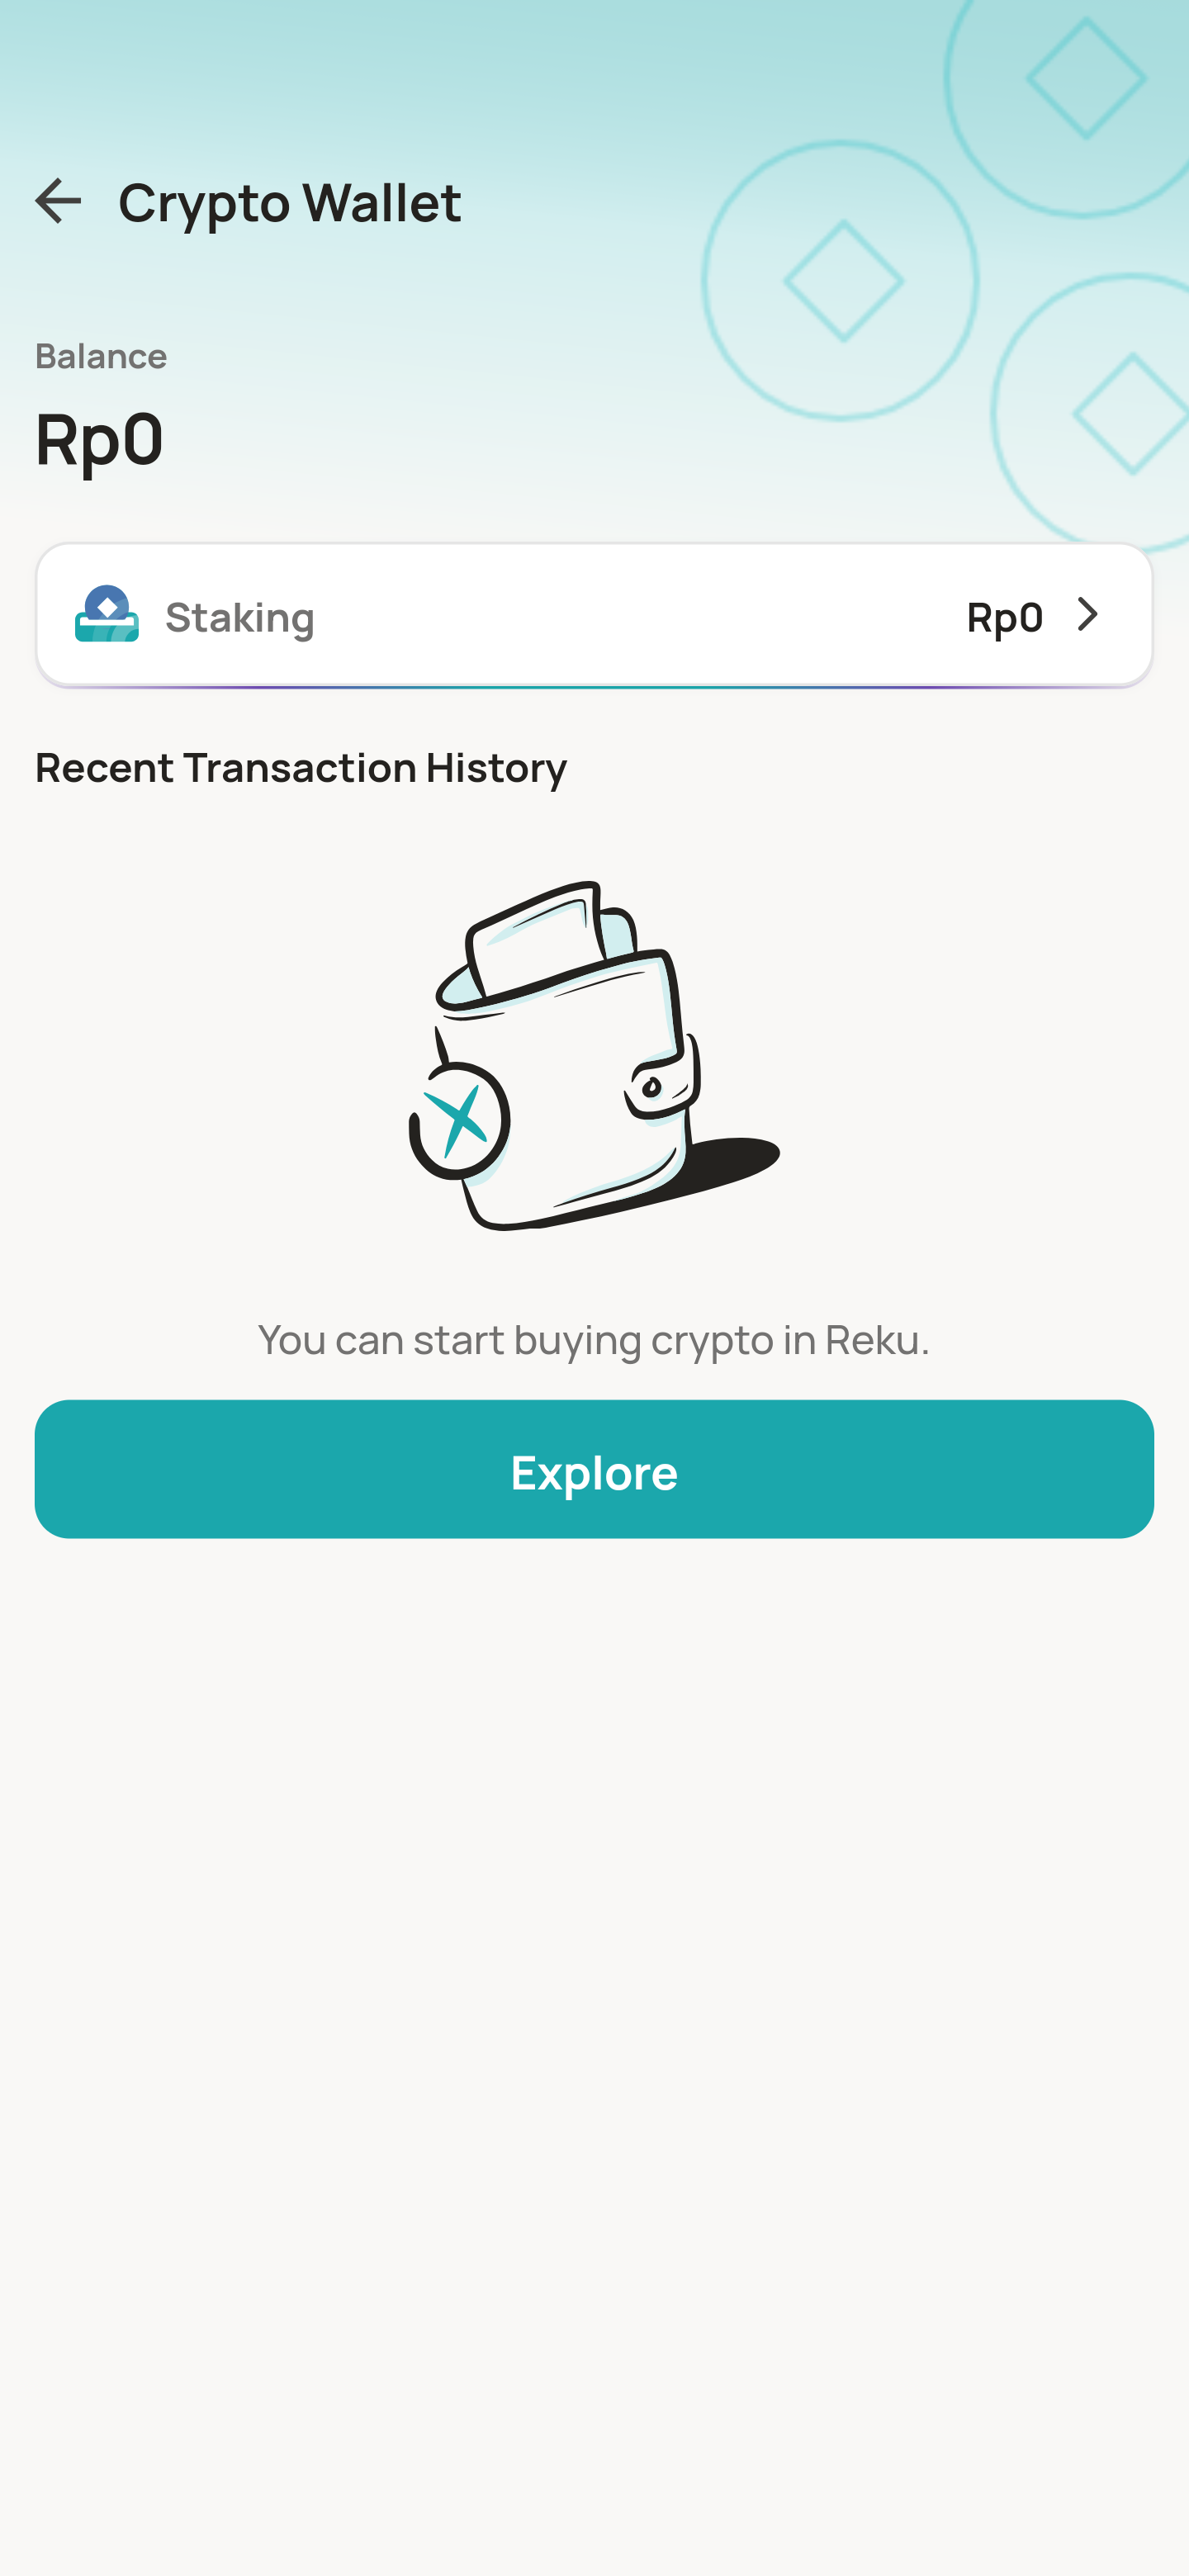 Crypto Wallet
Balance
Rp0
Staking
Rp0
Recent Transaction History
You can start buying crypto in Reku.
Explore